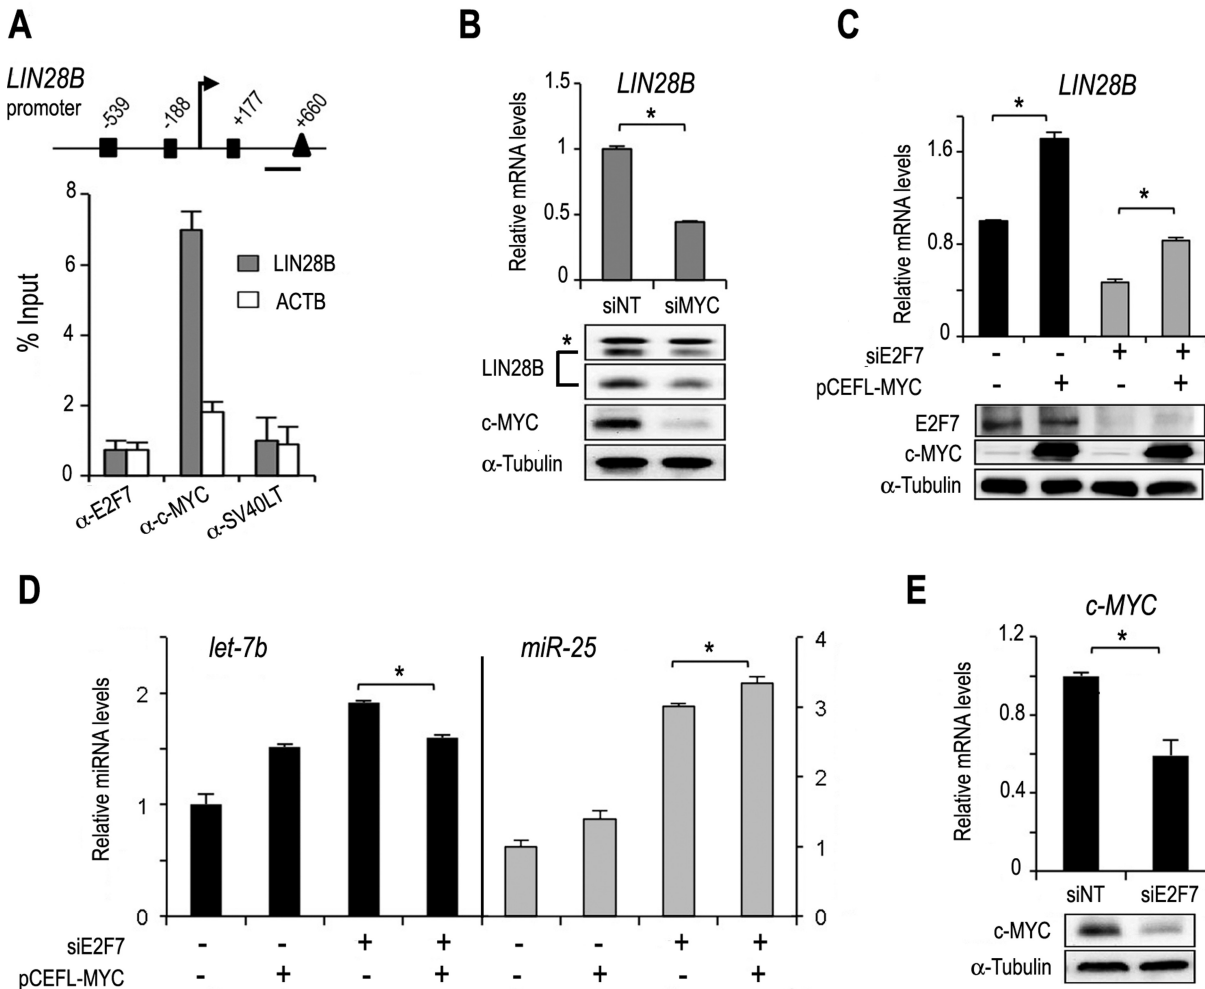 A
LIN28B
promoter
-539
-188
+177
+660
8
6
4
2
0
% Input
LIN28B
ACTB
α-E2F7
α-c-MYC
α-SV40LT
B
LIN28B
1.5
1
0.5
0
Relative mRNA levels
*
siNT siMYC
*
LIN28B
c-MYC
α-Tubulin
C
LIN28B
1.6
0.8
0
Relative mRNA levels
*
*
siE2F7 - - + +
pCEFL-MYC - + - +
E2F7
c-MYC
α-Tubulin
D
let-7b
miR-25
2
1
0
Relative miRNA levels
*
*
4
3
2
1
0
siE2F7 - - + + - - + +
pCEFL-MYC - + - + - + - +
E
c-MYC
1.2
0.8
0.4
0
Relative mRNA levels
*
siNT siE2F7
c-MYC
α-Tubulin